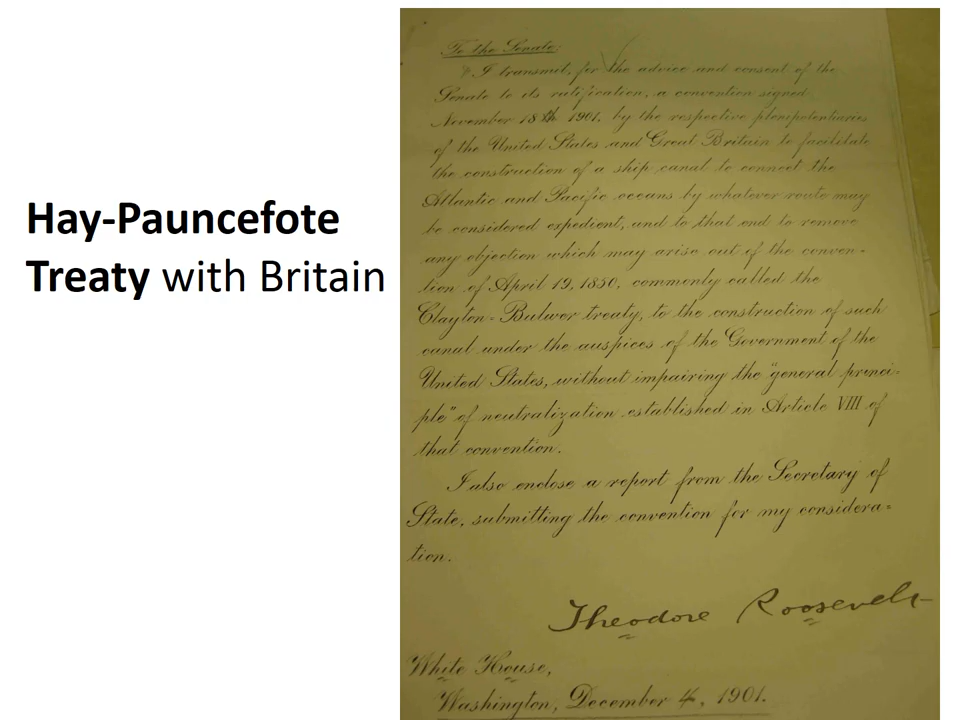 Hay-Pauncefote
Treaty with Britain
To the Senate:
I transmit, for the advice and consent of the
Senate to its ratification, a convention signed
November 18th 1901, by the respective plenipotentiaries
of the United States and Great Britain to facilitate
the construction of a ship canal to connect the
Atlantic and Pacific oceans by whatever route may
be considered expedient, and to that end to remove
any objection which may arise out of the conven-
tion of April 19, 1850, commonly called the
Clayton-Bulwer treaty, to the construction of such
canal under the auspices of the Government of the
United States, without impairing the "general princi-
ple" of neutralization established in Article VIII of
that convention.
I also enclose a report from the Secretary of
State, submitting the convention for my considera-
tion.
Theodore Roosevelt
White House,
Washington, December 4, 1901.